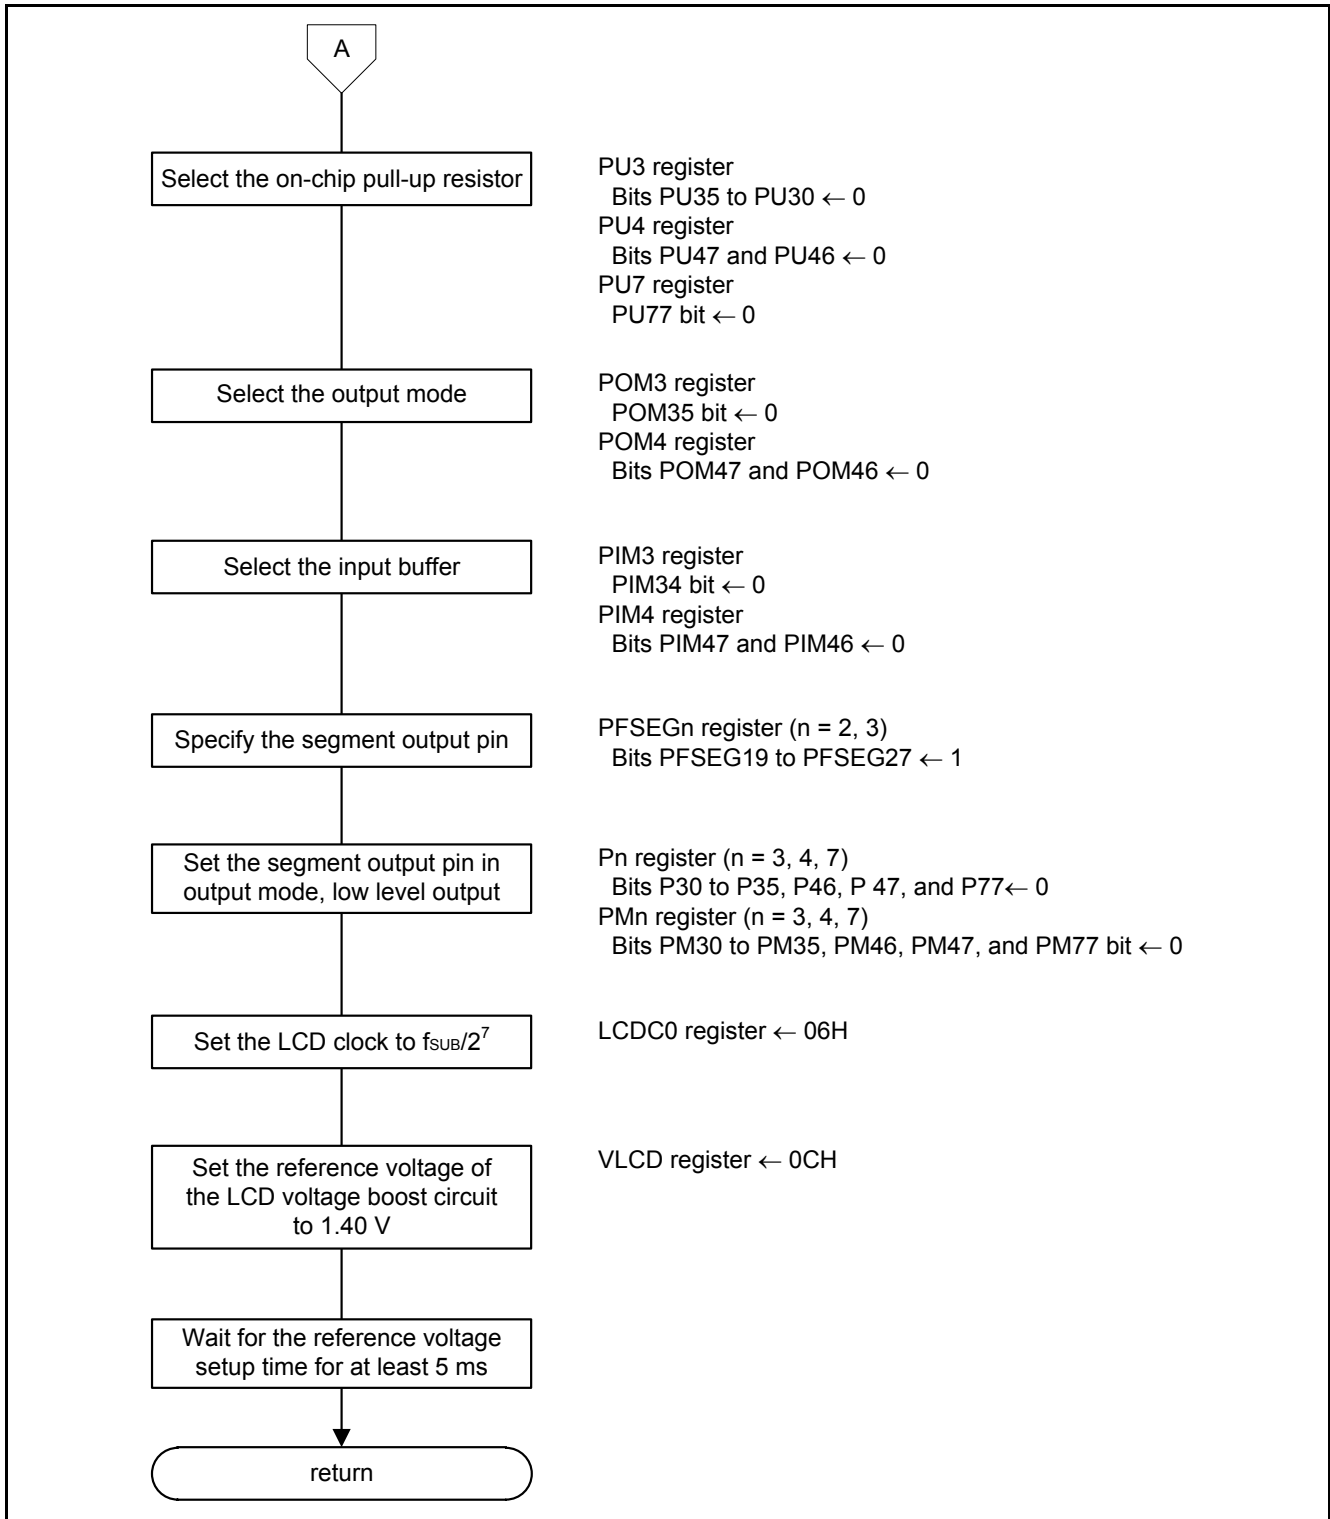 A
Select the on-chip pull-up resistor
PU3 register
Bits PU35 to PU30 ← 0
PU4 register
Bits PU47 and PU46 ← 0
PU7 register
PU77 bit ← 0
Select the output mode
POM3 register
POM35 bit ← 0
POM4 register
Bits POM47 and POM46 ← 0
Select the input buffer
PIM3 register
PIM34 bit ← 0
PIM4 register
Bits PIM47 and PIM46 ← 0
Specify the segment output pin
PFSEGn register (n = 2, 3)
Bits PFSEG19 to PFSEG27 ← 1
Set the segment output pin in
output mode, low level output
Pn register (n = 3, 4, 7)
Bits P30 to P35, P46, P 47, and P77← 0
PMn register (n = 3, 4, 7)
Bits PM30 to PM35, PM46, PM47, and PM77 bit ← 0
Set the LCD clock to fSUB/2⁷
LCDC0 register ← 06H
Set the reference voltage of
the LCD voltage boost circuit
to 1.40 V
VLCD register ← 0CH
Wait for the reference voltage
setup time for at least 5 ms
return